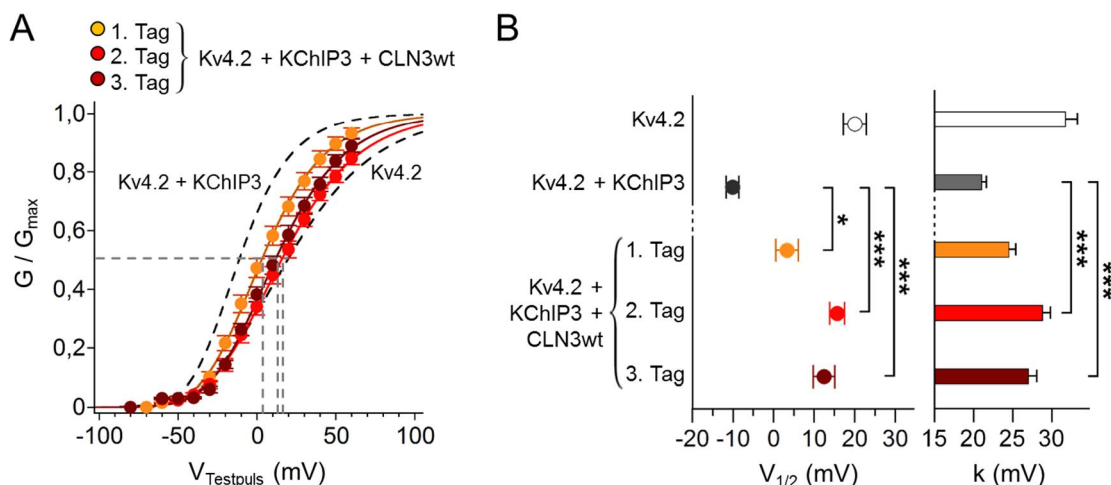 A
1. Tag
2. Tag
3. Tag
Kv4.2 + KChIP3 + CLN3wt
1,0
0,8
0,6
0,4
0,2
0
G / Gmax
Kv4.2 + KChIP3
Kv4.2
-100 -50 0 50 100
VTestpuls (mV)
B
Kv4.2
Kv4.2 + KChIP3
Kv4.2 +
KChIP3 +
CLN3wt
1. Tag
2. Tag
3. Tag
*
***
***
***
***
-20 -10 0 10 20 30
V1/2 (mV)
15 20 25 30
k (mV)